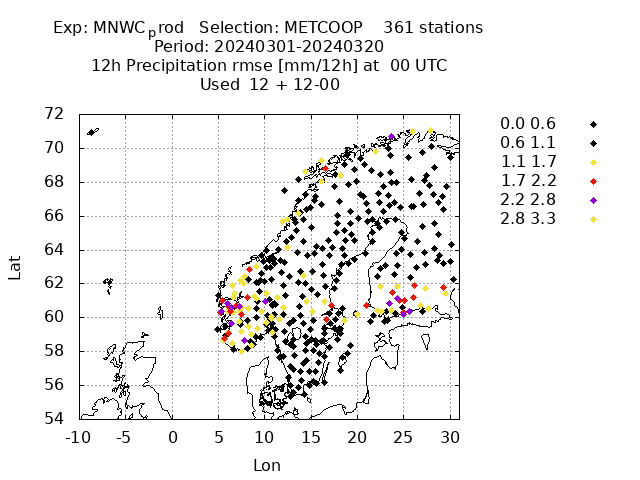 Exp: MNWCprod Selection: METCOOP 361 stations
Period: 20240301-20240320
12h Precipitation rmse [mm/12h] at 00 UTC
Used 12 + 12-00
0.0 0.6
0.6 1.1
1.1 1.7
1.7 2.2
2.2 2.8
2.8 3.3
72
70
68
66
64
62
60
58
56
54
Lat
-10 -5 0 5 10 15 20 25 30
Lon